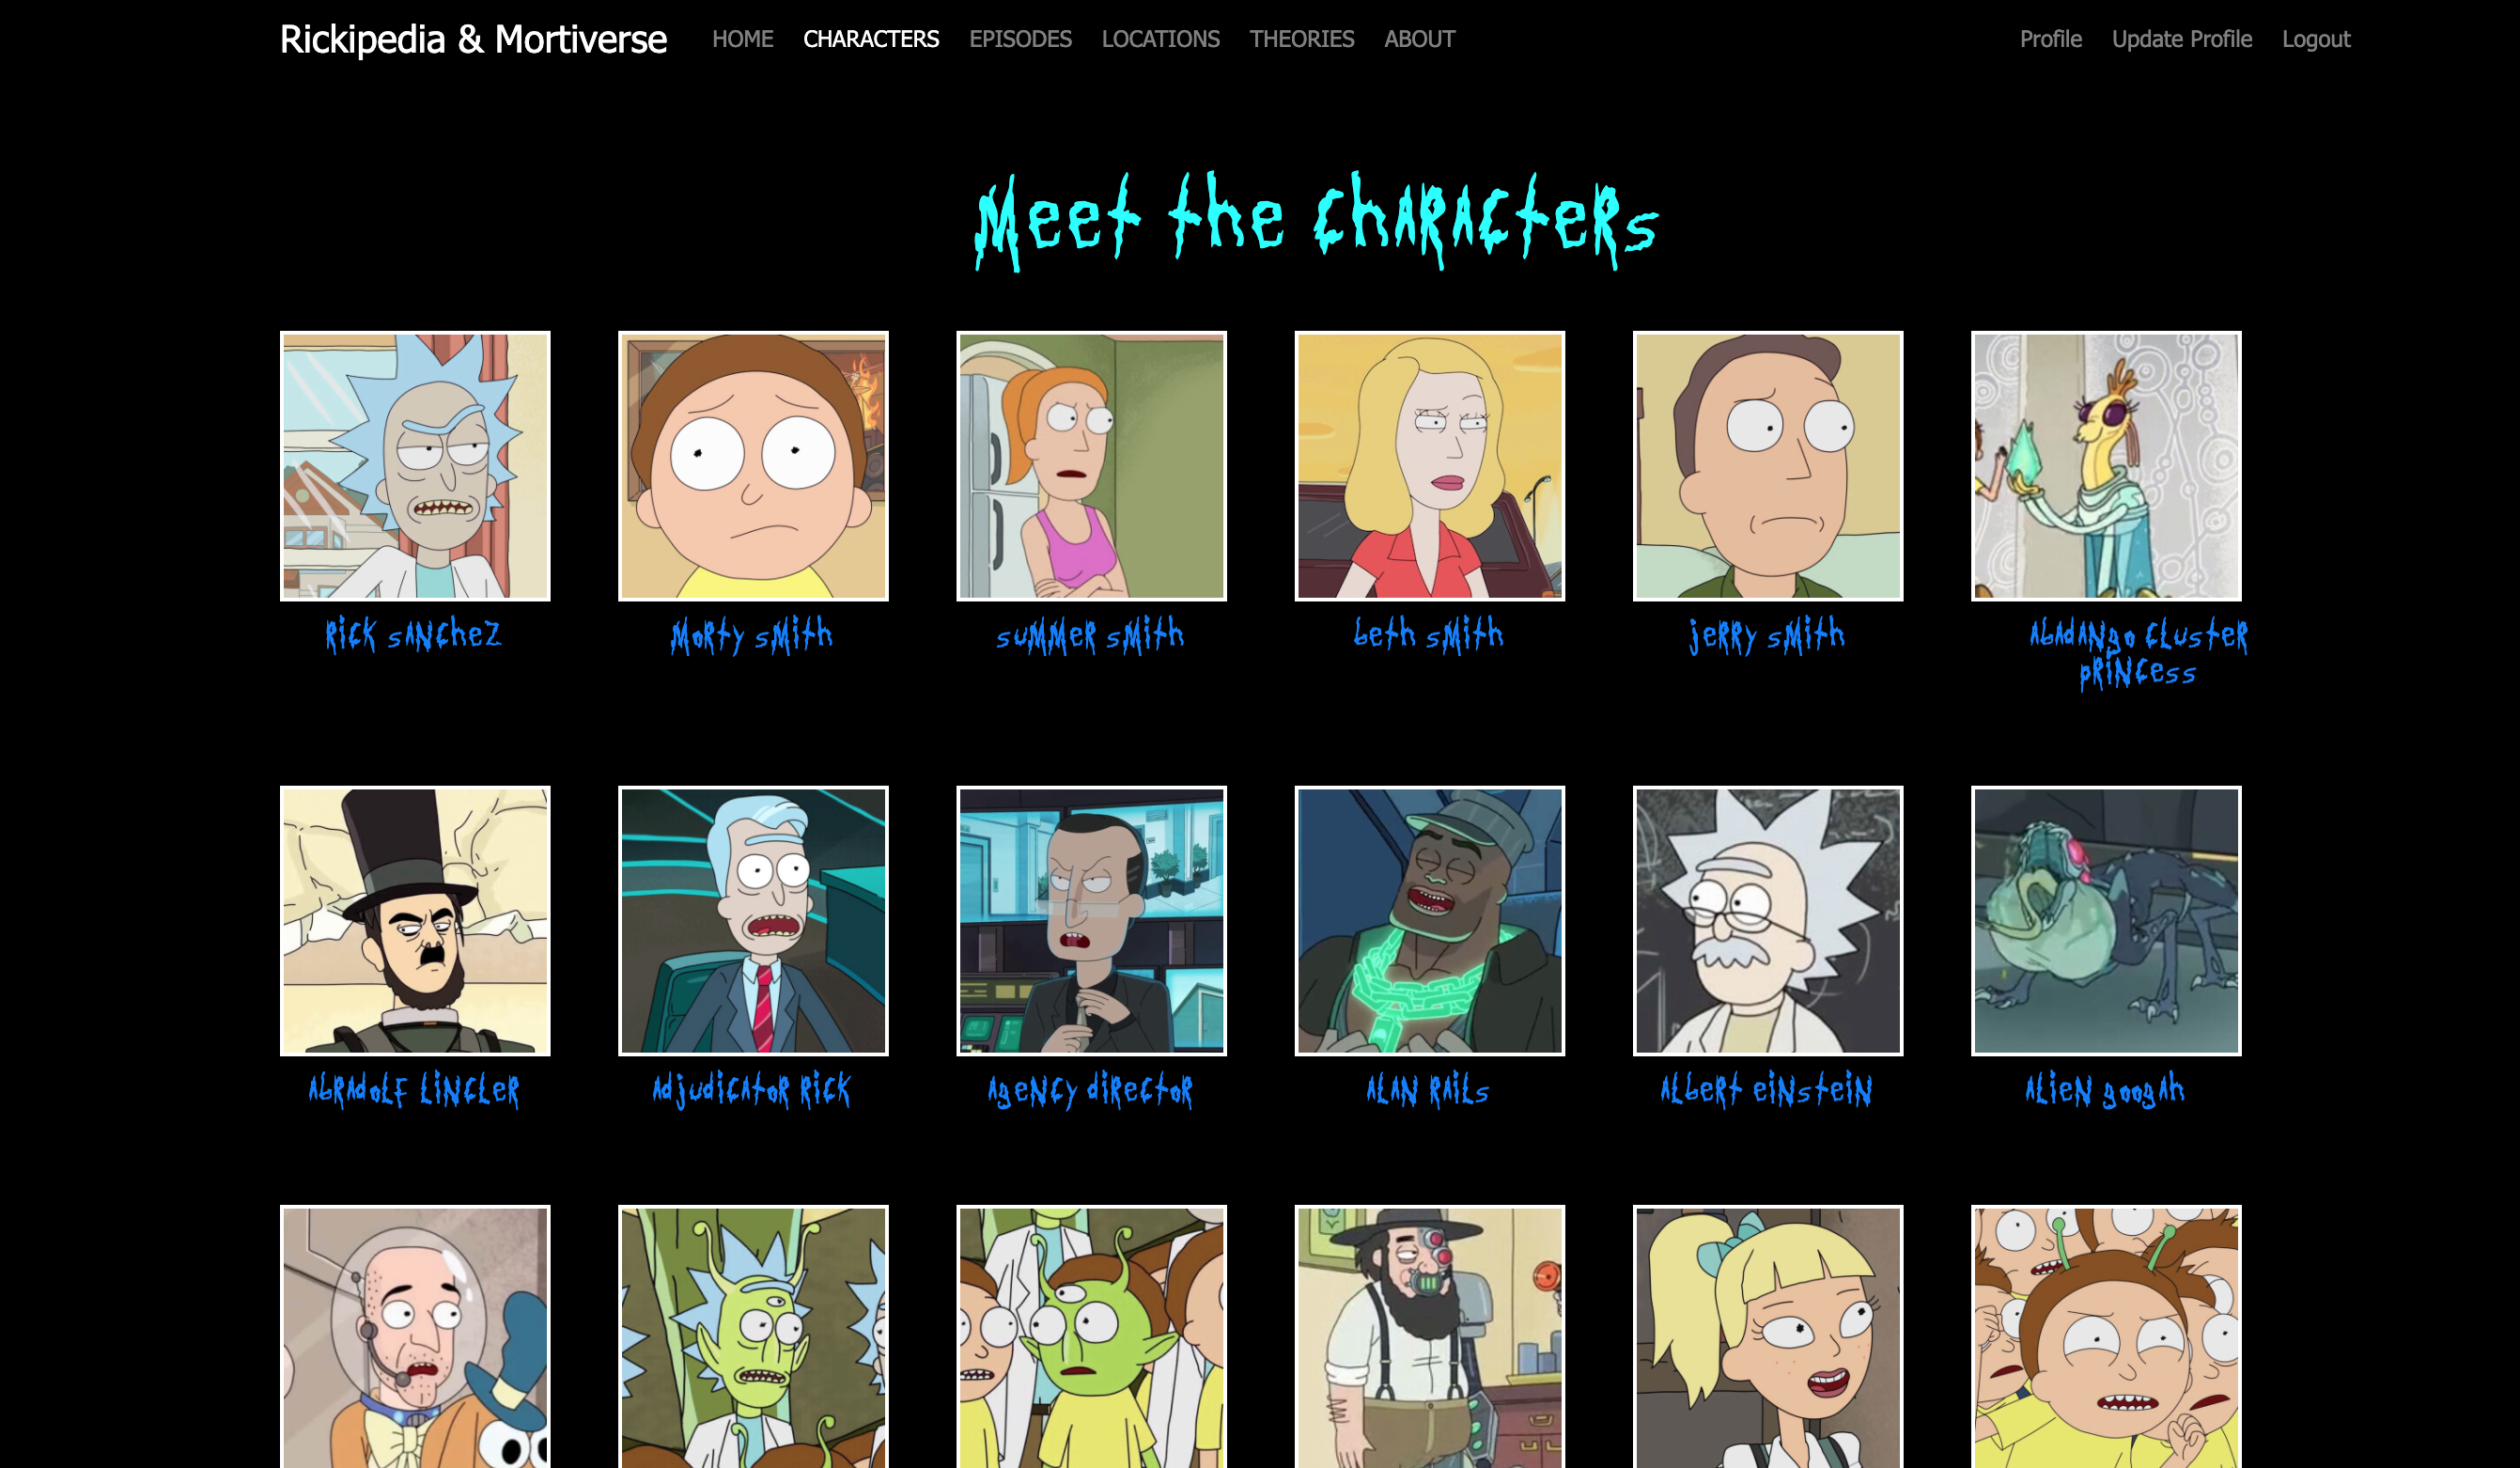 Rickipedia & Mortiverse HOME CHARACTERS EPISODES LOCATIONS THEORIES ABOUT Profile Update Profile Logout
Meet the Characters
Rick Sanchez Morty Smith Summer Smith Beth Smith Jerry Smith Abadango Cluster
Princess
Abradolf Lincler Adjudicator Rick Agency Director Alan Rails Albert Einstein Alien Googah